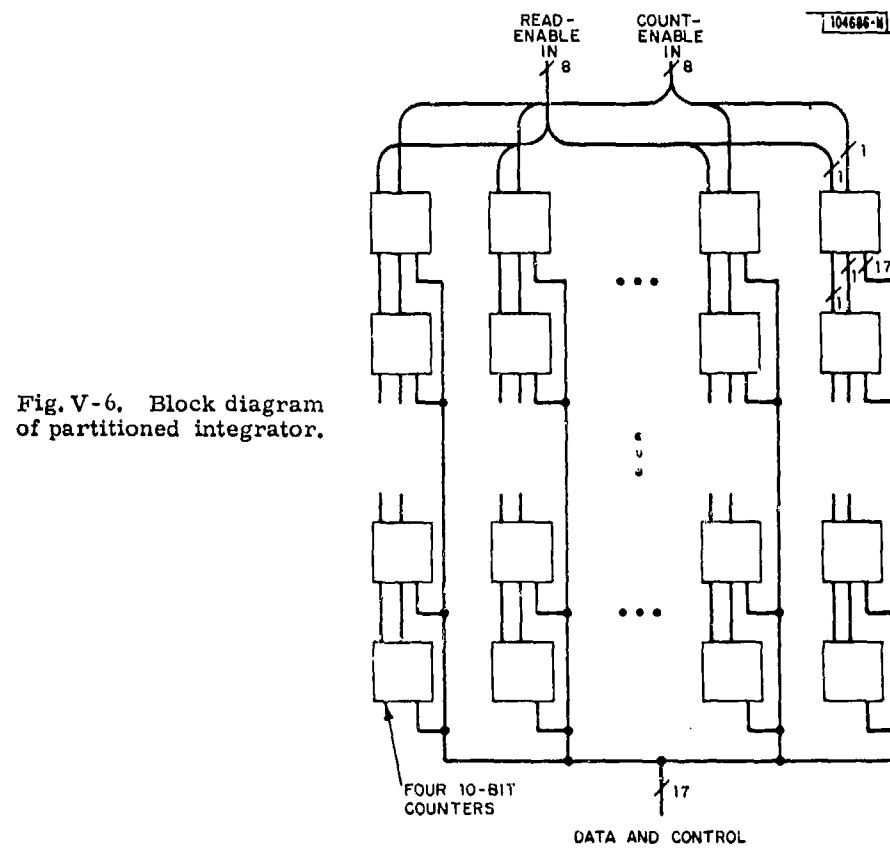 READ-
ENABLE
IN
8
COUNT-
ENABLE
IN
8
104686-N
1
1
17
1
1
Fig. V-6. Block diagram
of partitioned integrator.
FOUR 10-BIT
COUNTERS
17
DATA AND CONTROL